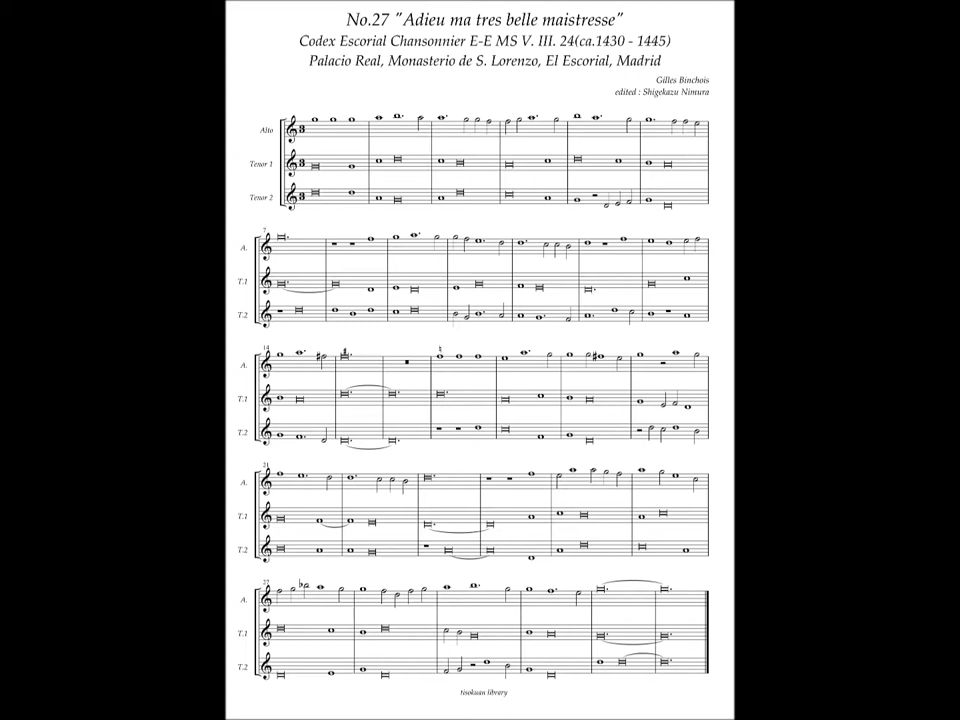 No.27 "Adieu ma tres belle maistresse"
Codex Escorial Chansonnier E-E MS V. III. 24(ca.1430 - 1445)
Palacio Real, Monasterio de S. Lorenzo, El Escorial, Madrid
Gilles Binchois
edited : Shigekazu Nimura
Alto
Tenor 1
Tenor 2
7
A.
T.1
T.2
14
A.
T.1
T.2
21
A.
T.1
T.2
27
A.
T.1
T.2
tisokuan library